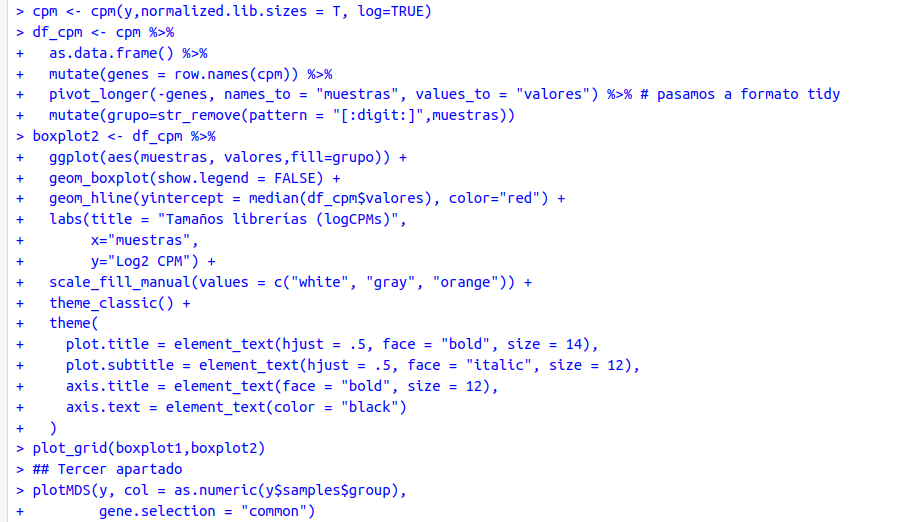 > cpm <- cpm(y,normalized.lib.sizes = T, log=TRUE)
> df_cpm <- cpm %>%
+   as.data.frame() %>%
+   mutate(genes = row.names(cpm)) %>%
+   pivot_longer(-genes, names_to = "muestras", values_to = "valores") %>% # pasamos a formato tidy
+   mutate(grupo=str_remove(pattern = "[:digit:]",muestras))
> boxplot2 <- df_cpm %>%
+   ggplot(aes(muestras, valores,fill=grupo)) +
+   geom_boxplot(show.legend = FALSE) +
+   geom_hline(yintercept = median(df_cpm$valores), color="red") +
+   labs(title = "Tamaños librerías (logCPMs)",
+        x="muestras",
+        y="Log2 CPM") +
+   scale_fill_manual(values = c("white", "gray", "orange")) +
+   theme_classic() +
+   theme(
+     plot.title = element_text(hjust = .5, face = "bold", size = 14),
+     plot.subtitle = element_text(hjust = .5, face = "italic", size = 12),
+     axis.title = element_text(face = "bold", size = 12),
+     axis.text = element_text(color = "black")
+   )
> plot_grid(boxplot1,boxplot2)
> ## Tercer apartado
> plotMDS(y, col = as.numeric(y$samples$group),
+         gene.selection = "common")